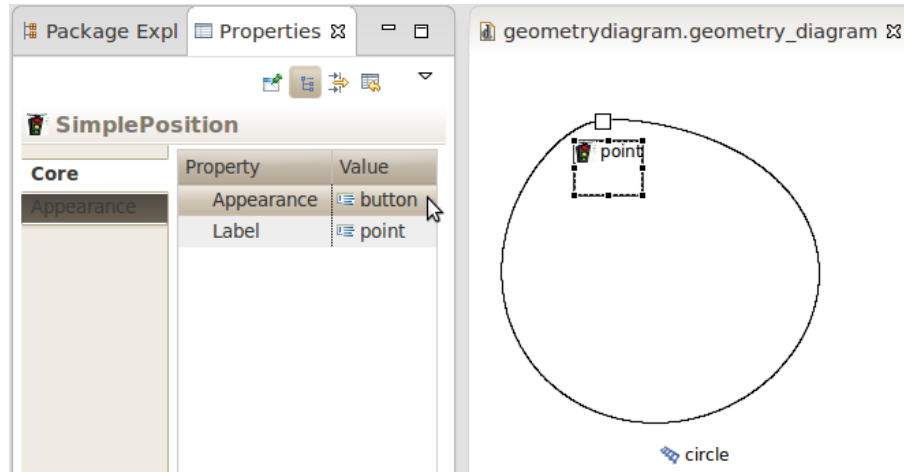 Package Expl
Properties
SimplePosition
Core
Appearance
Property Value
Appearance button
Label point
geometrydiagram.geometry_diagram
point
circle